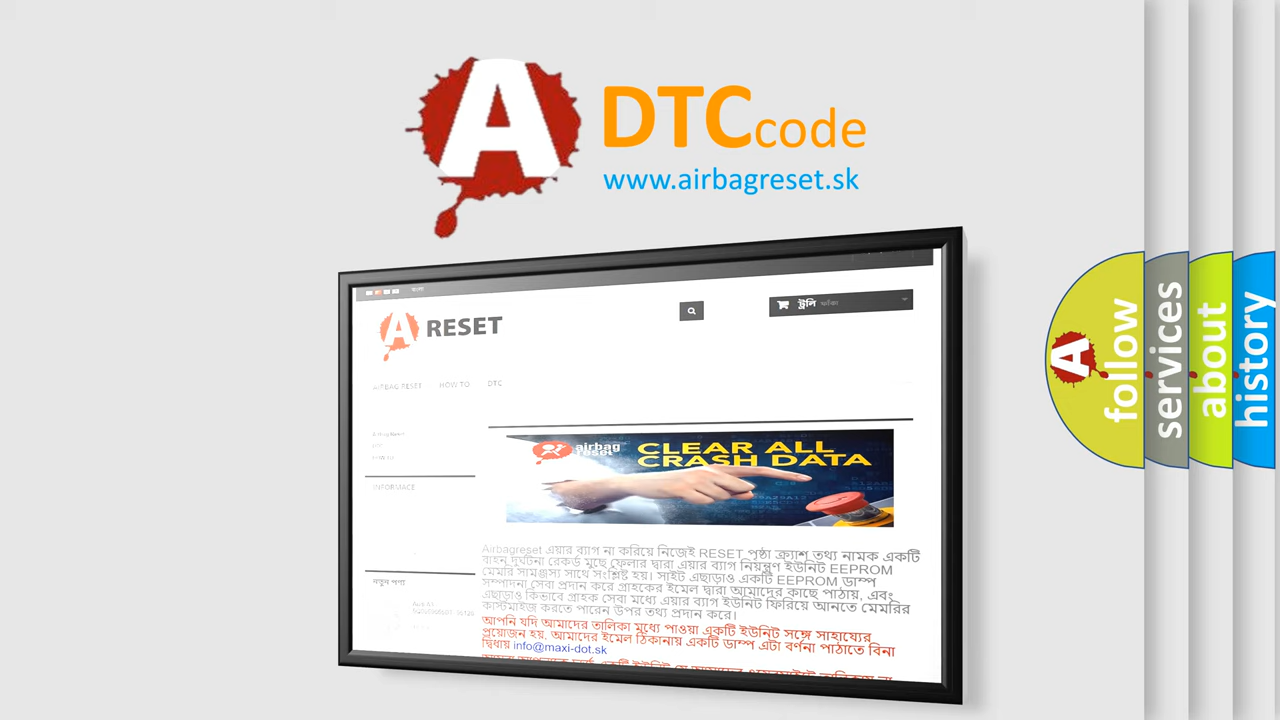 A DTC code
www.airbagreset.sk
বাংলা
A RESET
ট্রলি
AIRBAG RESET HOW TO DTC
INFORMACE
airbag reset
CLEAR ALL
CRASH DATA
Airbagreset এয়ার ব্যাগ না করিয়ে নিজেই RESET পৃষ্ঠা ক্র্যাশ তথ্য নামক একটি
বাহন দুর্ঘটনা রেকর্ড মুছে ফেলার দ্বারা এয়ার ব্যাগ নিয়ন্ত্রণ ইউনিট EEPROM
মেমরি সামঞ্জস্য সাথে সংশ্লিষ্ট হয়। সাইট এছাড়াও একটি EEPROM ডাম্প
সম্পাদনা সেবা প্রদান করে গ্রাহকের ইমেল দ্বারা আমাদের কাছে পাঠায়, এবং
এছাড়াও কিভাবে গ্রাহক সেবা মধ্যে এয়ার ব্যাগ ইউনিট ফিরিয়ে আনতে মেমরির
কাস্টমাইজ করতে পারেন উপর তথ্য প্রদান করে।
আপনি যদি আমাদের তালিকা মধ্যে পাওয়া একটি ইউনিট সঙ্গে সাহায্যের
প্রয়োজন হয়, আমাদের ইমেল ঠিকানায় একটি ডাম্প এটা বর্ণনা পাঠাতে বিনা
দ্বিধায় info@maxi-dot.sk
নতুন পণ্য
A follow
services
about
history